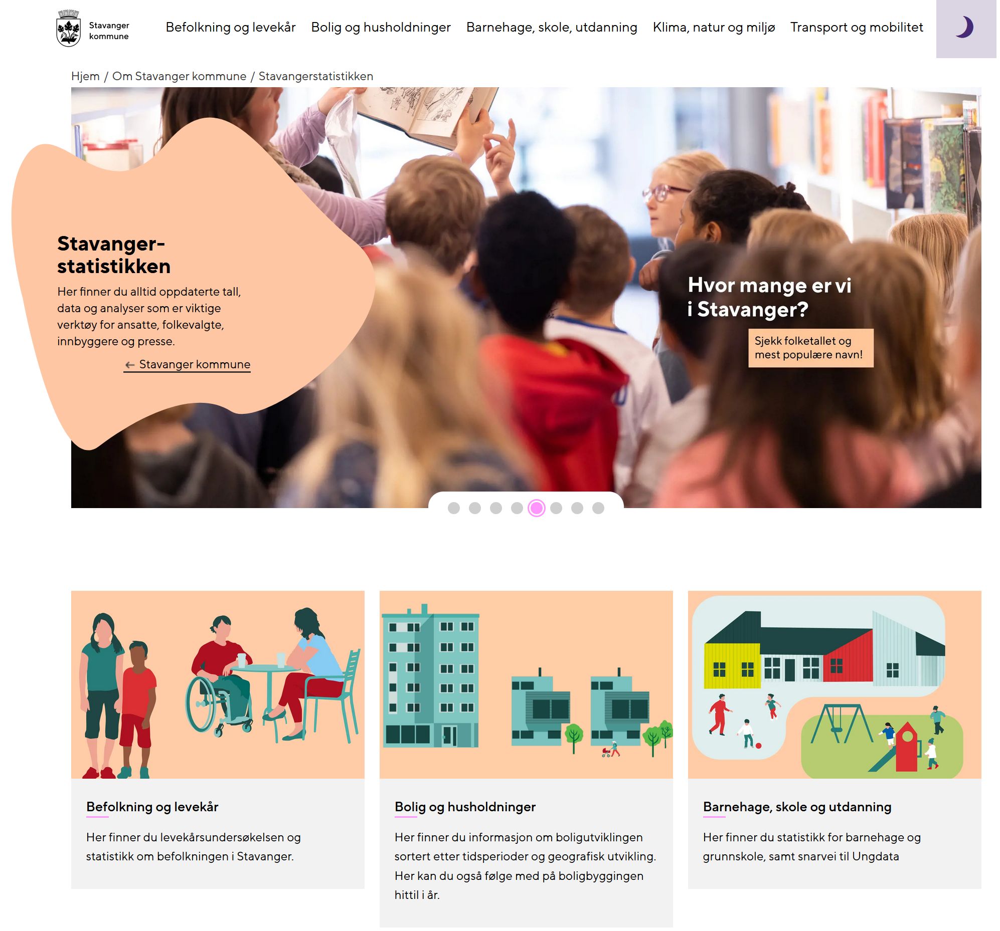 Stavanger
kommune
Befolkning og levekår
Bolig og husholdninger
Barnehage, skole, utdanning
Klima, natur og miljø
Transport og mobilitet
Hjem / Om Stavanger kommune / Stavangerstatistikken
Stavanger-
statistikken
Her finner du alltid oppdaterte tall,
data og analyser som er viktige
verktøy for ansatte, folkevalgte,
innbyggere og presse.
← Stavanger kommune
Hvor mange er vi
i Stavanger?
Sjekk folketallet og
mest populære navn!
Befolkning og levekår
Her finner du levekårsundersøkelsen og
statistikk om befolkningen i Stavanger.
Bolig og husholdninger
Her finner du informasjon om boligutviklingen
sortert etter tidsperioder og geografisk utvikling.
Her kan du også følge med på boligbyggingen
hittil i år.
Barnehage, skole og utdanning
Her finner du statistikk for barnehage og
grunnskole, samt snarvei til Ungdata